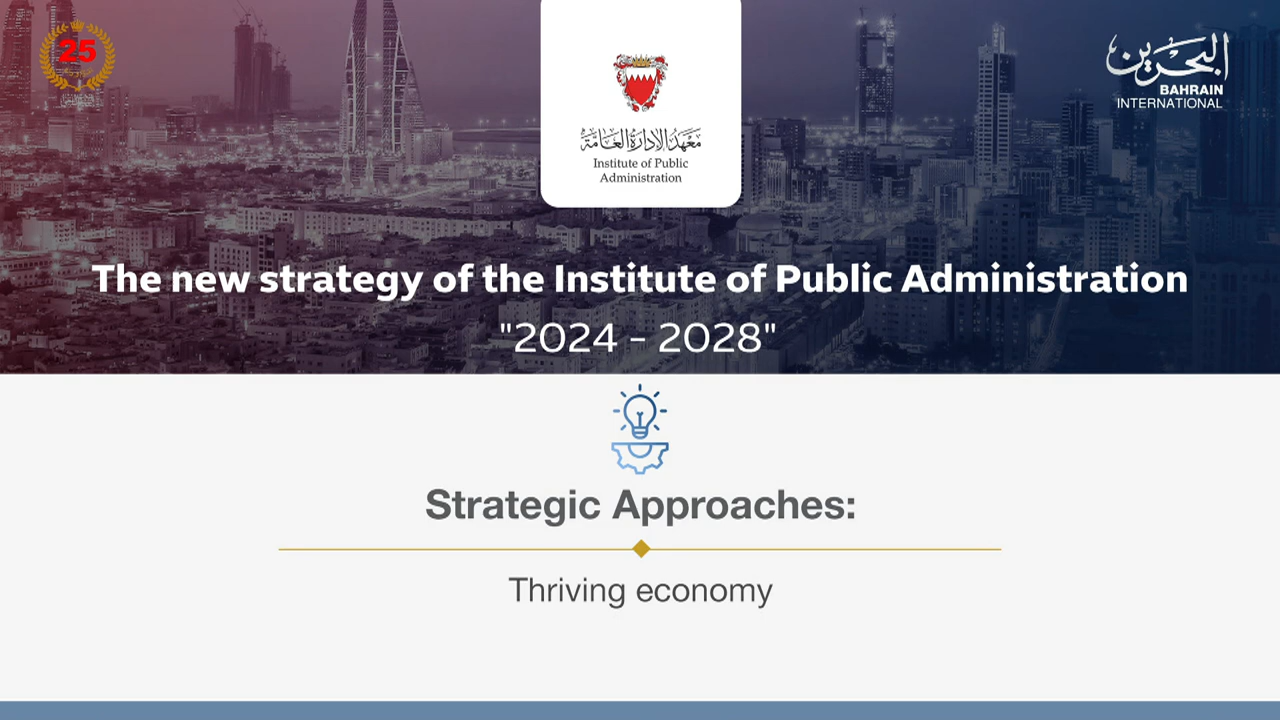 25
البحرين
BAHRAIN
INTERNATIONAL
معهد الإدارة العامة
Institute of Public
Administration
The new strategy of the Institute of Public Administration
"2024 - 2028"
Strategic Approaches:
Thriving economy